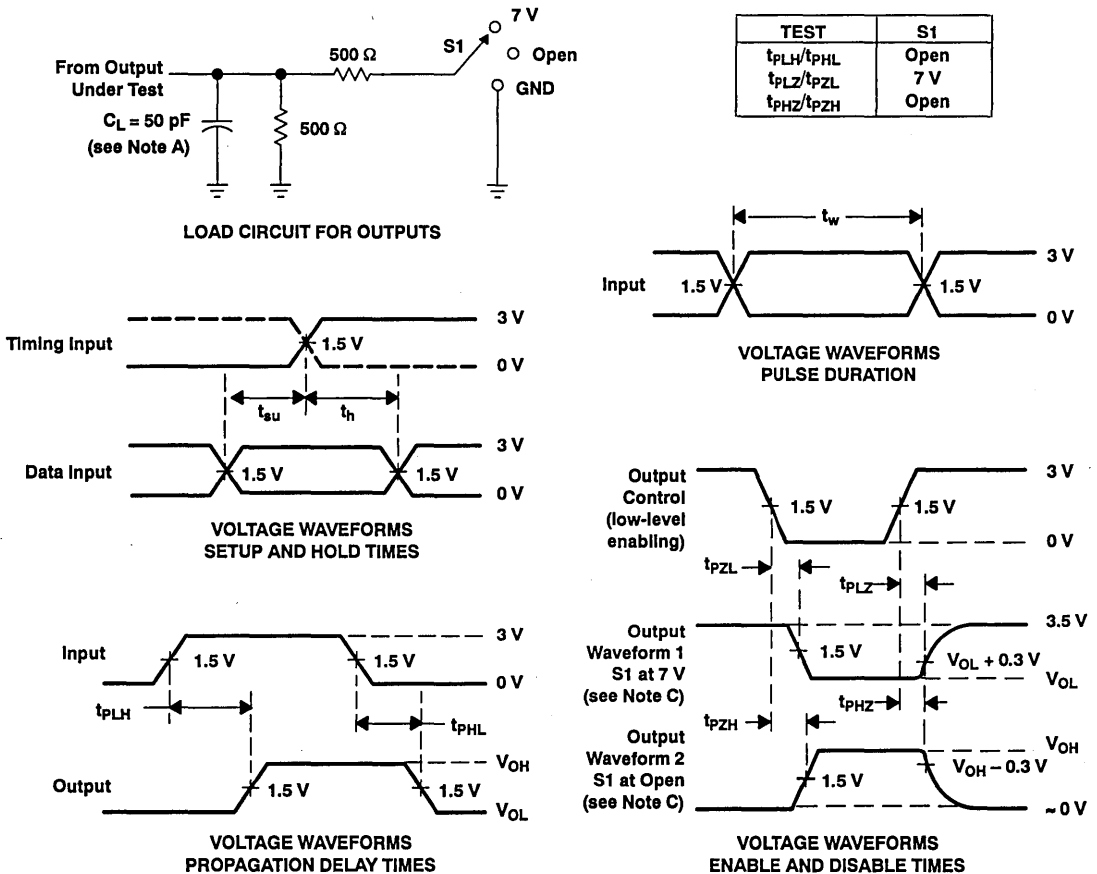 7 V
S1
Open
GND
500 Ω
From Output
Under Test
C_L = 50 pF
(see Note A)
500 Ω
LOAD CIRCUIT FOR OUTPUTS
TEST S1
t_PLH/t_PHL Open
t_PLZ/t_PZL 7 V
t_PHZ/t_PZH Open
t_w
3 V
Input 1.5 V 1.5 V
0 V
VOLTAGE WAVEFORMS
PULSE DURATION
3 V
Timing Input 1.5 V
0 V
t_su t_h
3 V
Data Input 1.5 V 1.5 V
0 V
VOLTAGE WAVEFORMS
SETUP AND HOLD TIMES
3 V
Input 1.5 V 1.5 V
0 V
t_PLH t_PHL
V_OH
Output 1.5 V 1.5 V
V_OL
VOLTAGE WAVEFORMS
PROPAGATION DELAY TIMES
Output
Control
(low-level
enabling)
3 V
1.5 V 1.5 V
0 V
t_PZL
t_PLZ
Output
Waveform 1
S1 at 7 V
(see Note C)
3.5 V
1.5 V V_OL + 0.3 V
V_OL
t_PHZ
t_PZH
Output
Waveform 2
S1 at Open
(see Note C)
V_OH
1.5 V V_OH – 0.3 V
≈ 0 V
VOLTAGE WAVEFORMS
ENABLE AND DISABLE TIMES